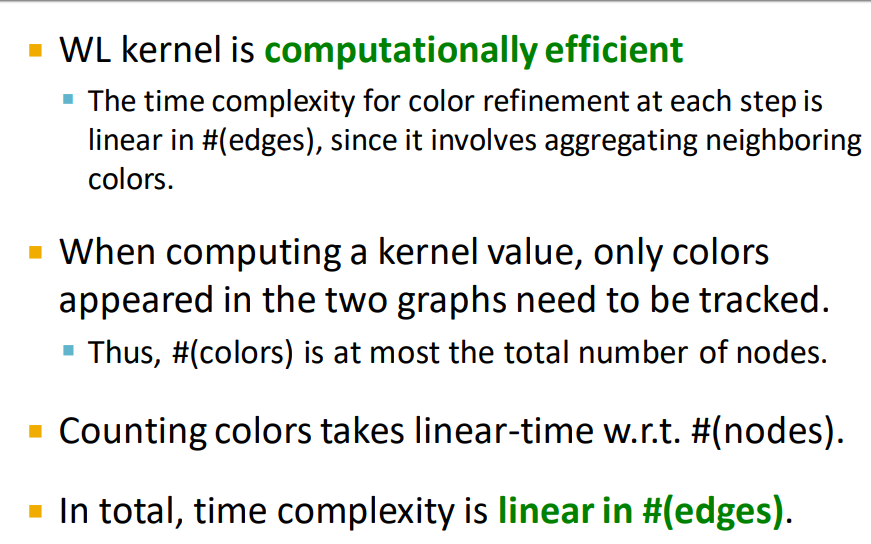 WL kernel is computationally efficient
The time complexity for color refinement at each step is
linear in #(edges), since it involves aggregating neighboring
colors.
When computing a kernel value, only colors
appeared in the two graphs need to be tracked.
Thus, #(colors) is at most the total number of nodes.
Counting colors takes linear-time w.r.t. #(nodes).
In total, time complexity is linear in #(edges).